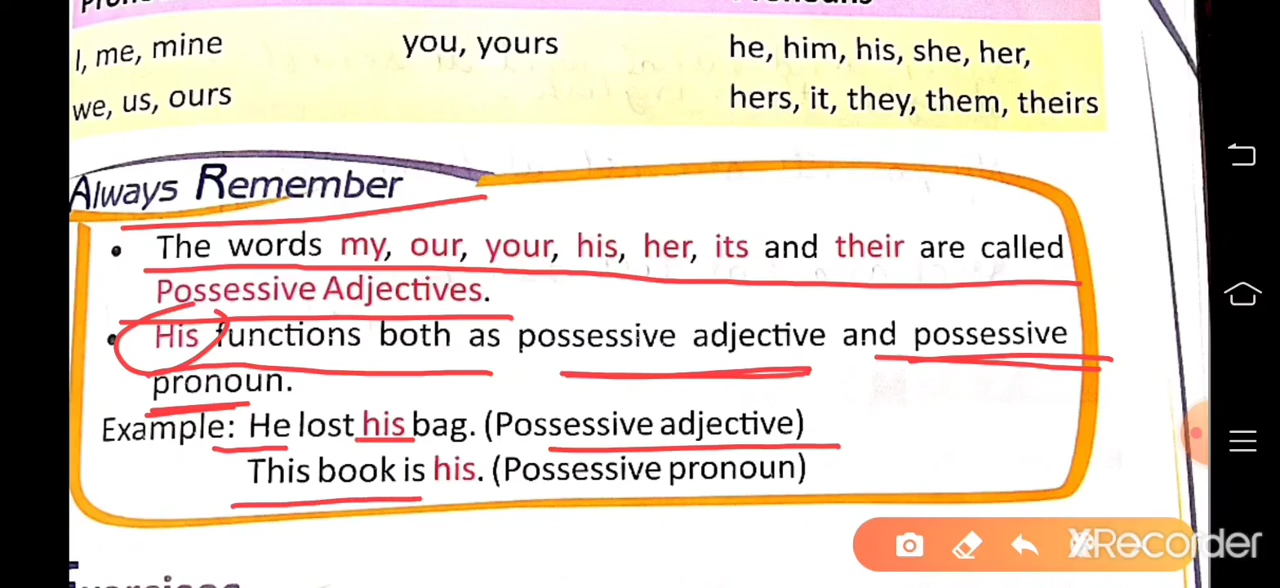 I, me, mine you, yours he, him, his, she, her,
we, us, ours hers, it, they, them, theirs
Always Remember
• The words my, our, your, his, her, its and their are called
Possessive Adjectives.
• His functions both as possessive adjective and possessive
pronoun.
Example: He lost his bag. (Possessive adjective)
This book is his. (Possessive pronoun)
XRecorder